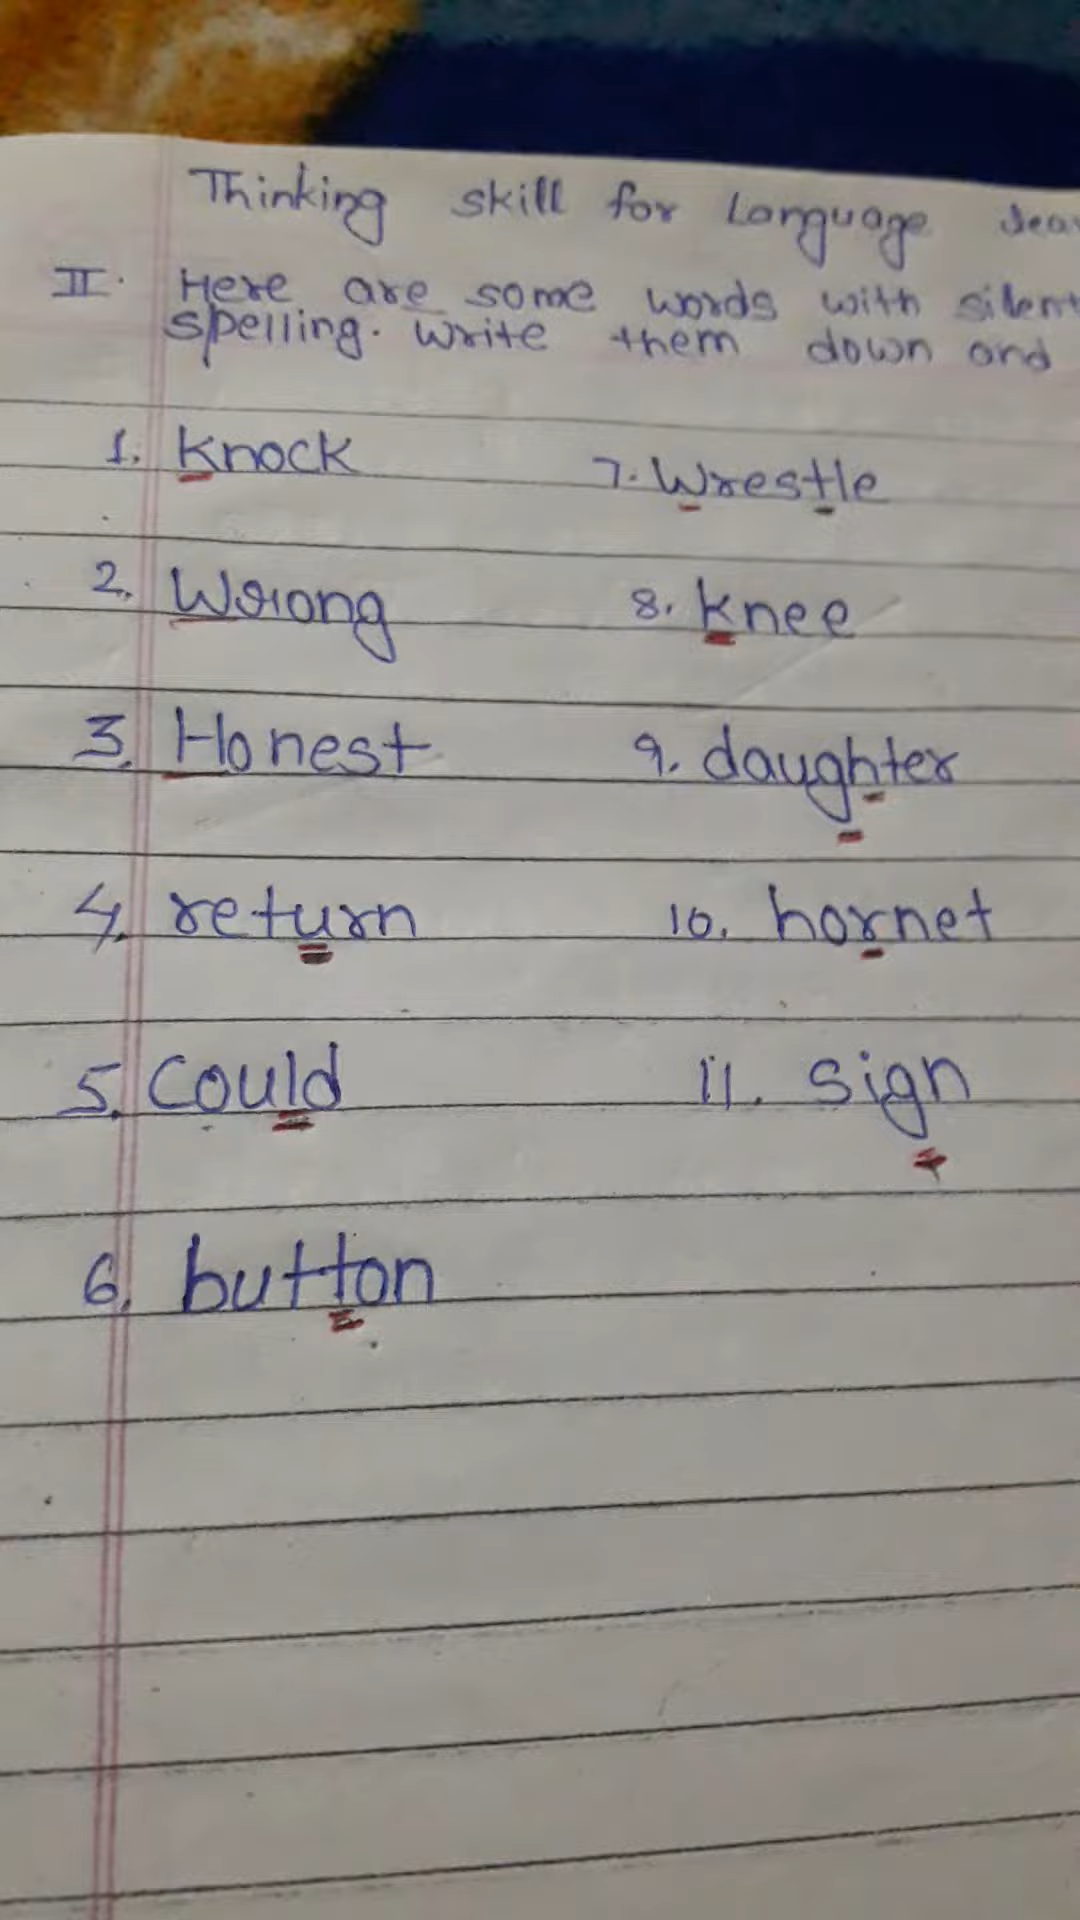 Thinking skill for Language
II. Here are some words with silent
spelling. Write them down and
1. Knock
7. Wrestle
2. Wrong
8. Knee
3. Honest
9. daughter
4. return
10. hornet
5. Could
11. Sign
6. button